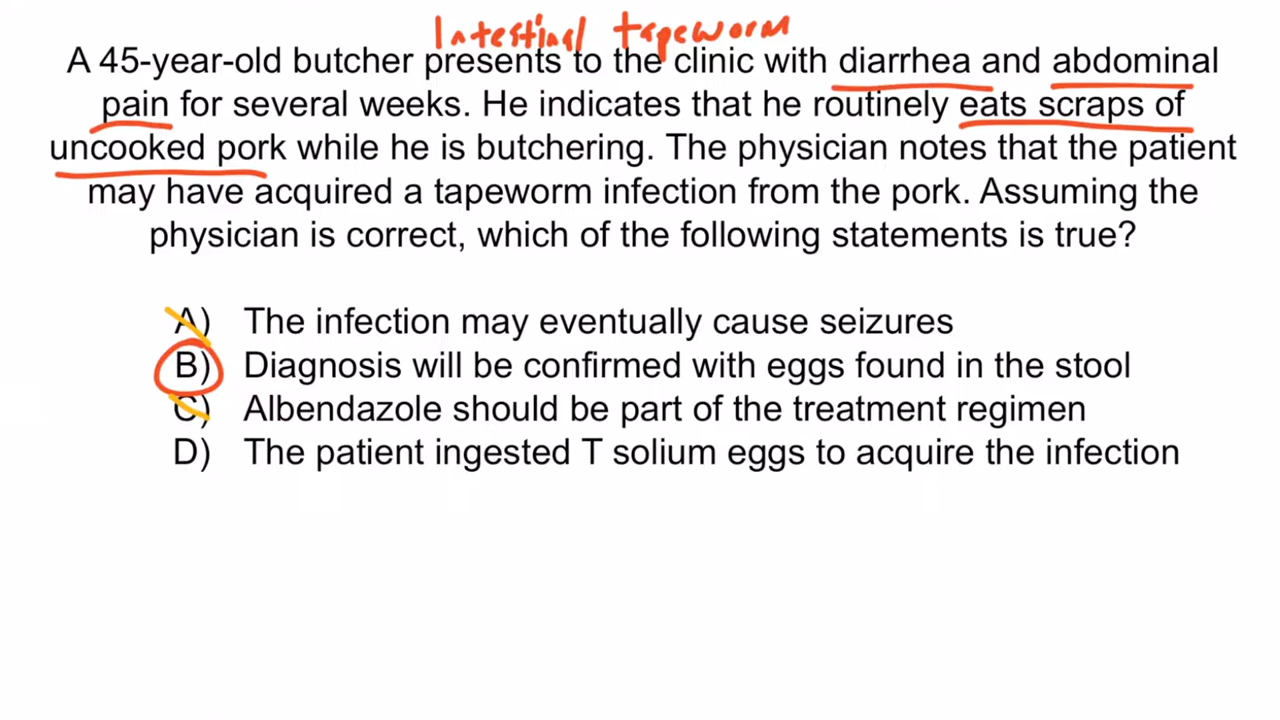 Intestinal tapeworm
A 45-year-old butcher presents to the clinic with diarrhea and abdominal
pain for several weeks. He indicates that he routinely eats scraps of
uncooked pork while he is butchering. The physician notes that the patient
may have acquired a tapeworm infection from the pork. Assuming the
physician is correct, which of the following statements is true?
A) The infection may eventually cause seizures
B) Diagnosis will be confirmed with eggs found in the stool
C) Albendazole should be part of the treatment regimen
D) The patient ingested T solium eggs to acquire the infection